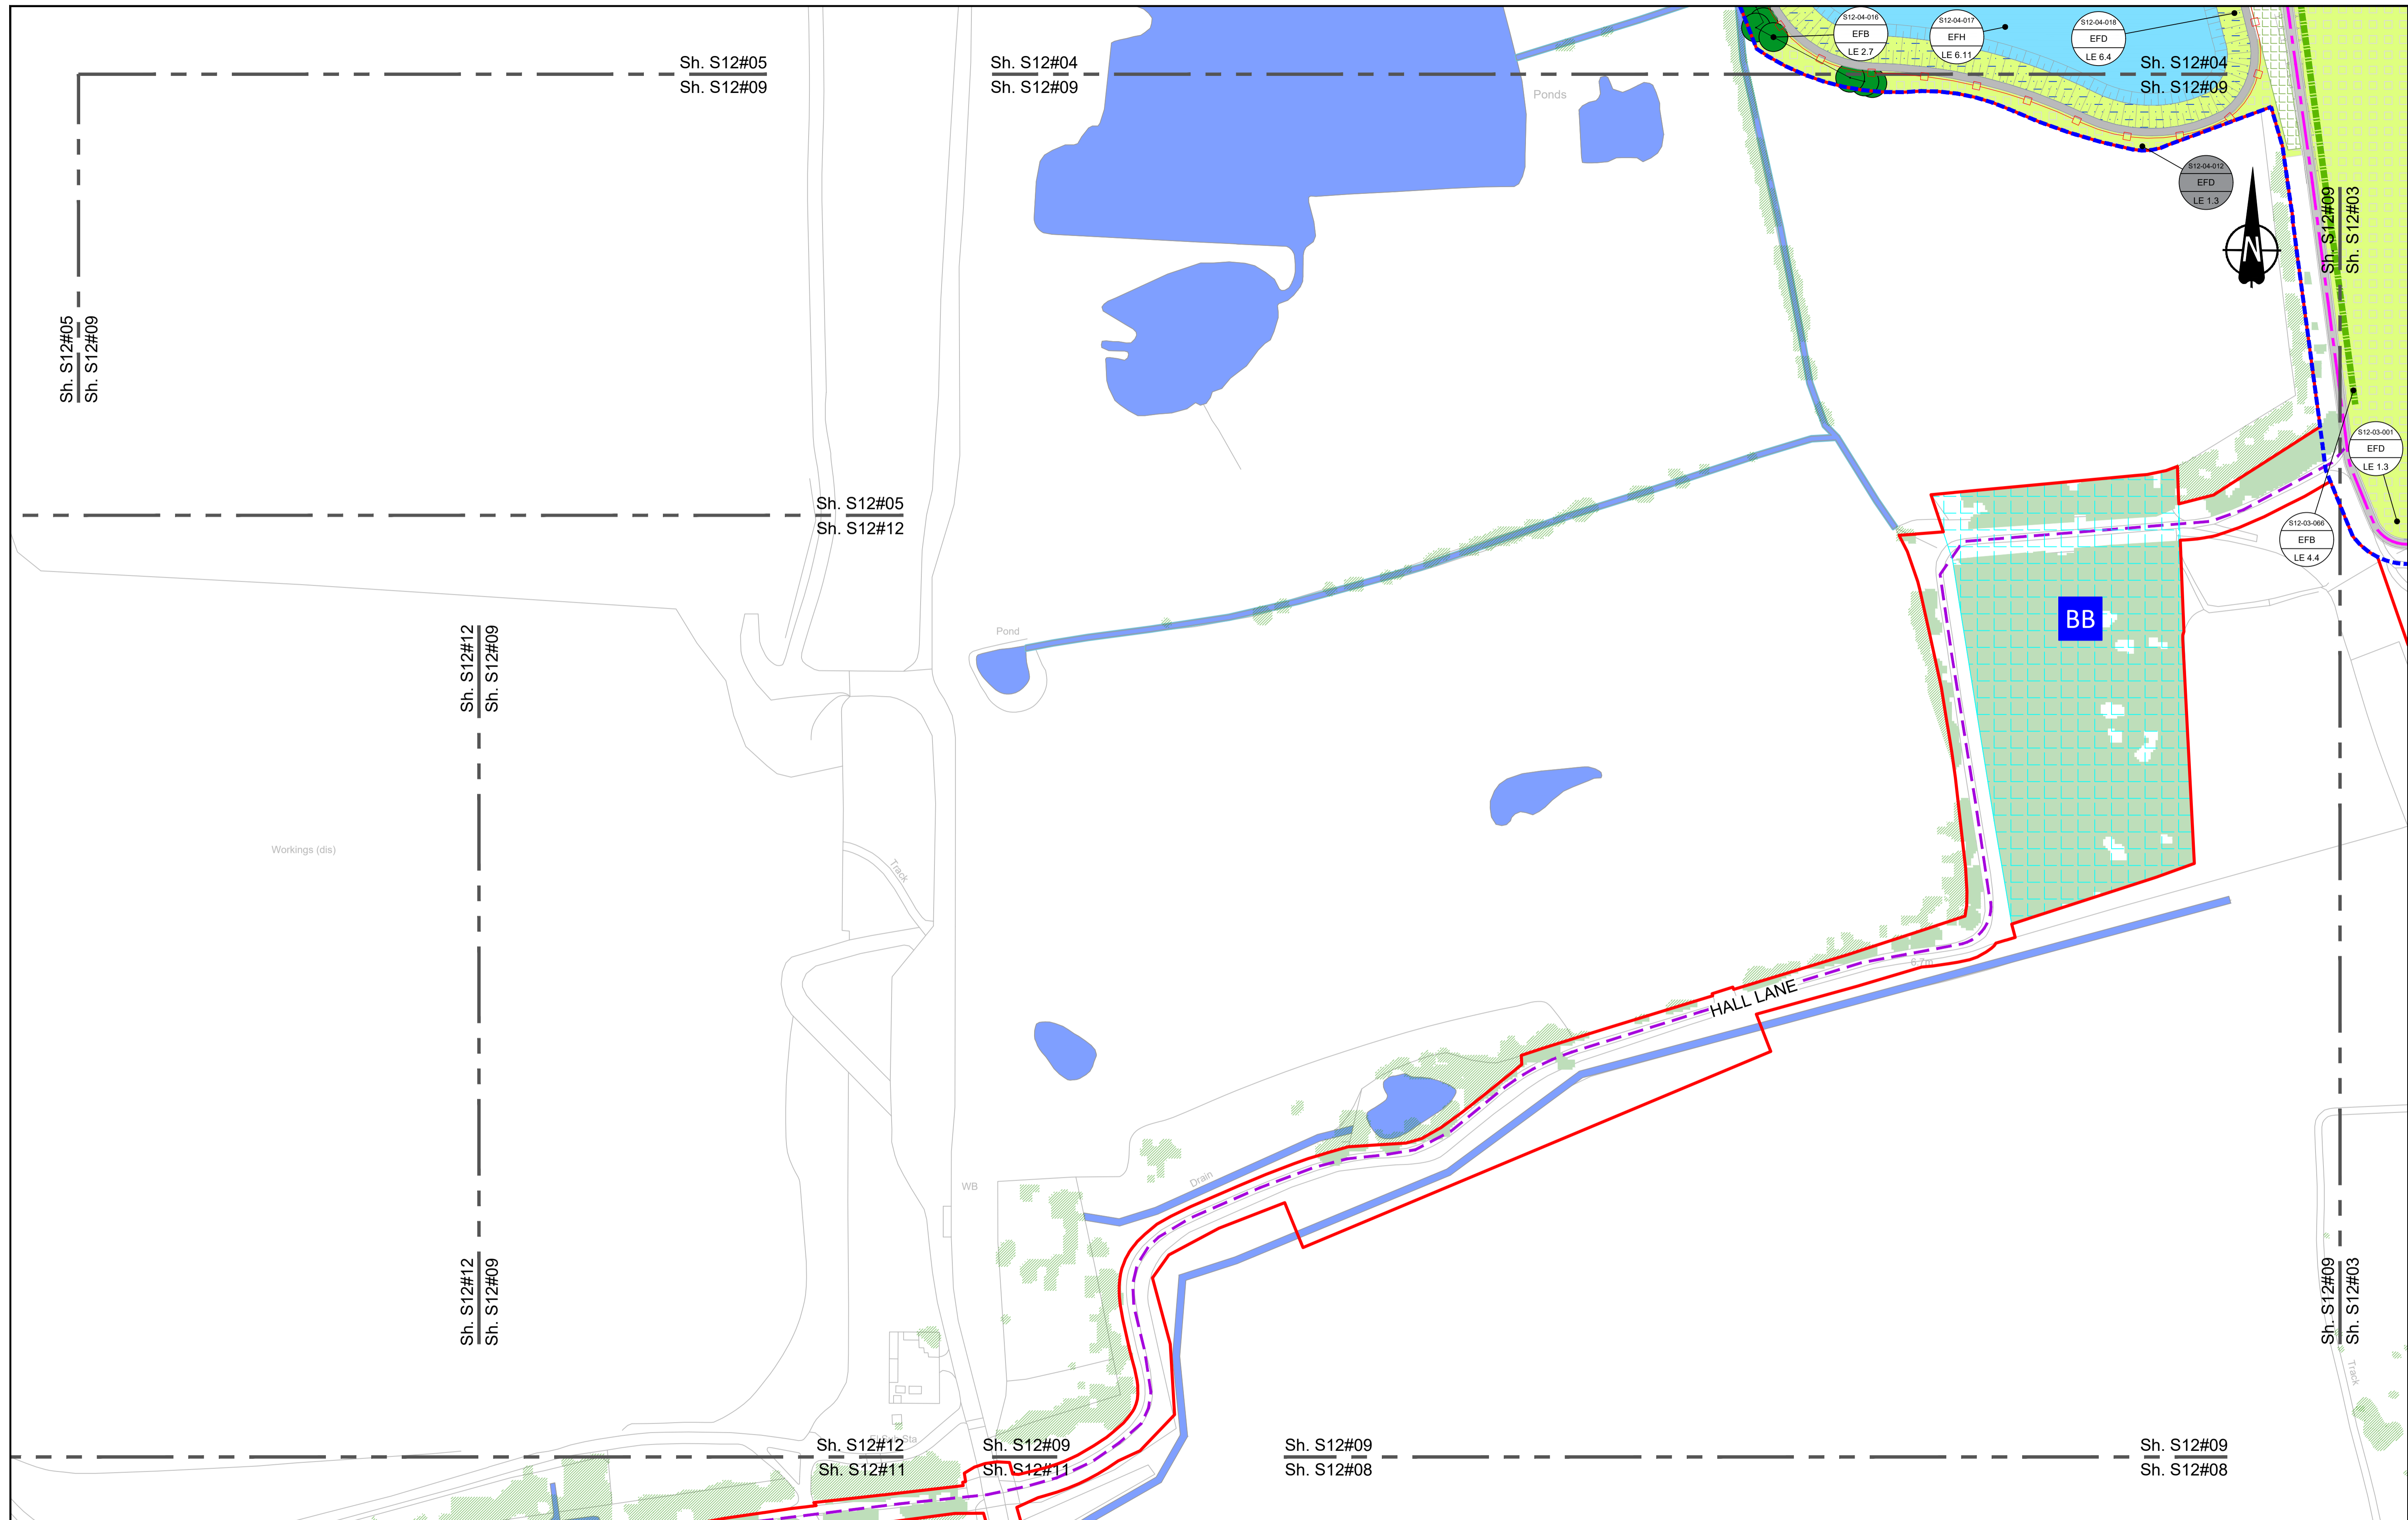 S12-04-016
EFB
LE 2.7
S12-04-017
EFH
LE 6.11
S12-04-018
EFD
LE 6.4
Sh. S12#05
Sh. S12#09
Sh. S12#04
Sh. S12#09
Sh. S12#04
Sh. S12#09
Ponds
S12-04-012
EFD
LE 1.3
N
Sh. S12#09
Sh. S12#03
Sh. S12#05
Sh. S12#09
S12-03-001
EFD
LE 1.3
Sh. S12#05
Sh. S12#12
S12-03-066
EFB
LE 4.4
BB
Pond
Sh. S12#12
Sh. S12#09
Workings (dis)
Track
6.7m
HALL LANE
Drain
WB
Sh. S12#12
Sh. S12#09
Sh. S12#09
Sh. S12#03
Track
El Sub Sta
Sh. S12#12
Sh. S12#11
Sh. S12#09
Sh. S12#11
Sh. S12#09
Sh. S12#08
Sh. S12#09
Sh. S12#08